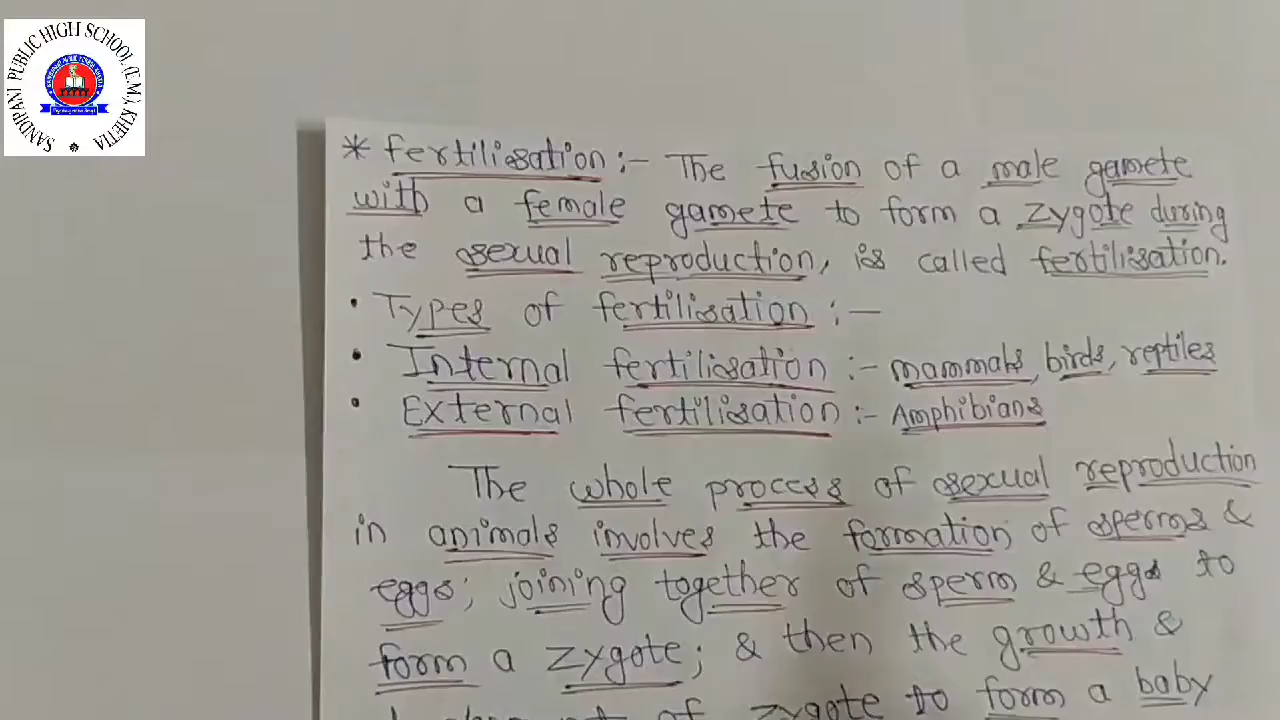 SANDIPANI PUBLIC HIGH SCHOOL (E.M.), KHETIA
* Fertilisation :- The fusion of a male gamete
with a female gamete to form a zygote during
the sexual reproduction, is called fertilisation.
• Types of fertilisation :-
• Internal fertilisation :- mammals, birds, reptiles
• External fertilisation :- Amphibians
The whole process of sexual reproduction
in animals involves the formation of sperms &
eggs; joining together of sperm & eggs to
form a zygote; & then the growth &
of zygote to form a baby